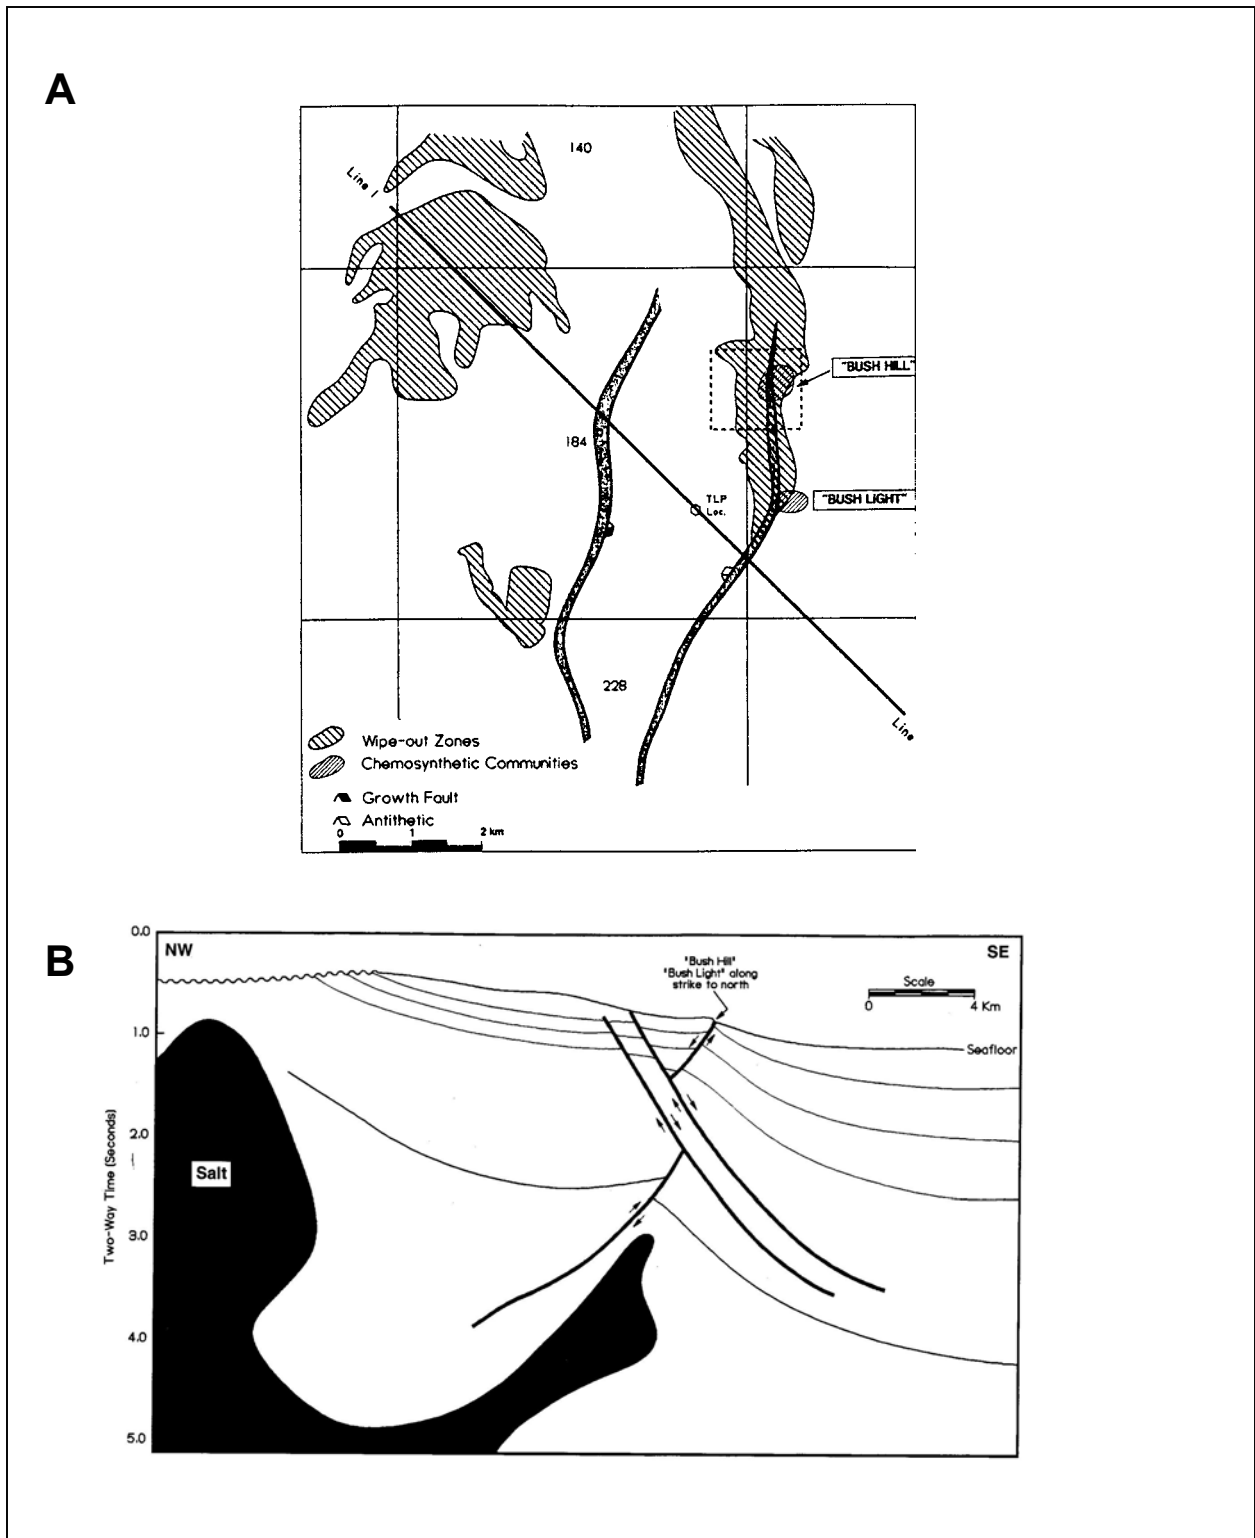 A
140
Line 1
"BUSH HILL"
184
TLP
Loc.
"BUSH LIGHT"
228
Line
Wipe-out Zones
Chemosynthetic Communities
Growth Fault
Antithetic
0 1 2 km
B
0.0
NW
SE
"Bush Hill"
"Bush Light" along
strike to north
Scale
0 4 Km
1.0
Seafloor
Two-Way Time (Seconds)
2.0
Salt
3.0
4.0
5.0